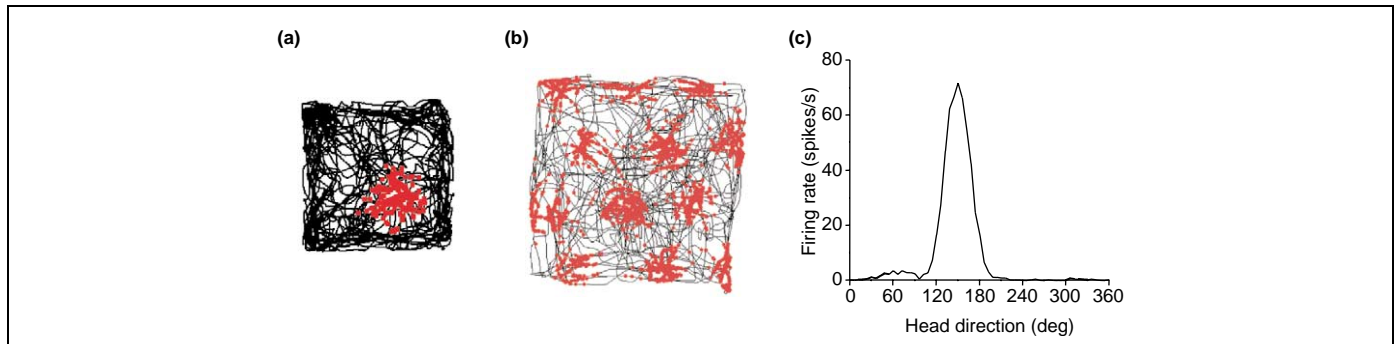 (a)
(b)
(c)
Firing rate (spikes/s)
80
60
40
20
0
0 60 120 180 240 300 360
Head direction (deg)